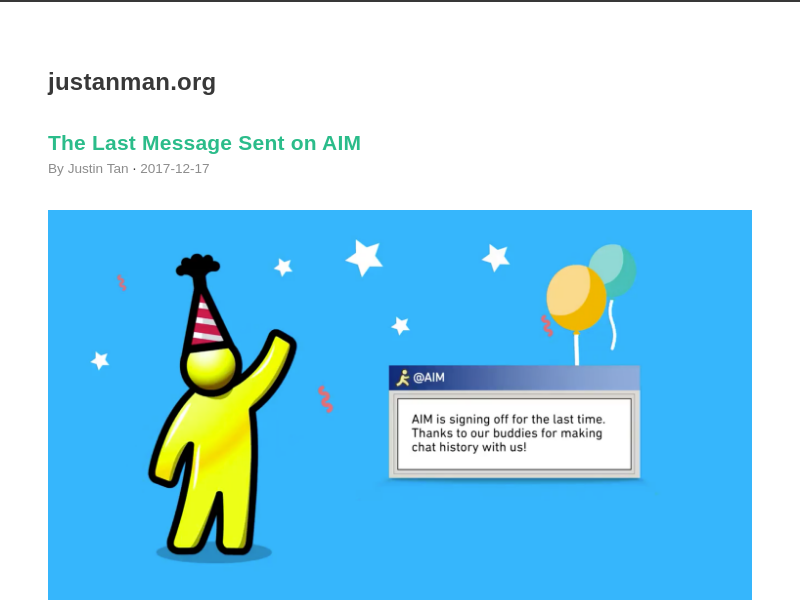 justanman.org
The Last Message Sent on AIM
By Justin Tan · 2017-12-17
@AIM
AIM is signing off for the last time.
Thanks to our buddies for making
chat history with us!